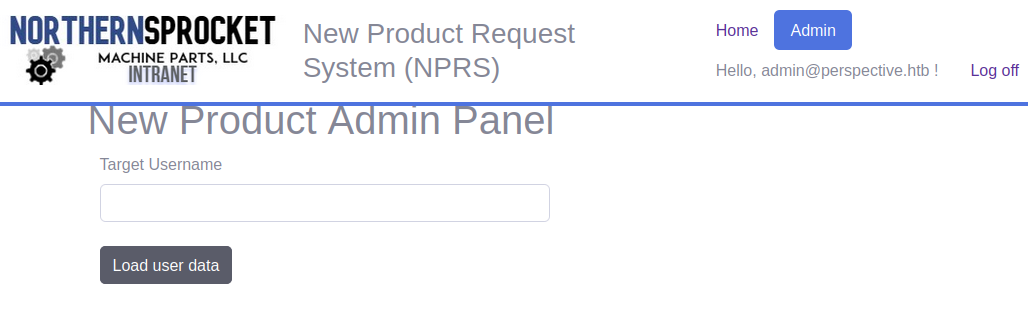 NORTHERNSPROCKET
MACHINE PARTS, LLC
INTRANET
New Product Request
System (NPRS)
Home
Admin
Hello, admin@perspective.htb !
Log off
New Product Admin Panel
Target Username
Load user data